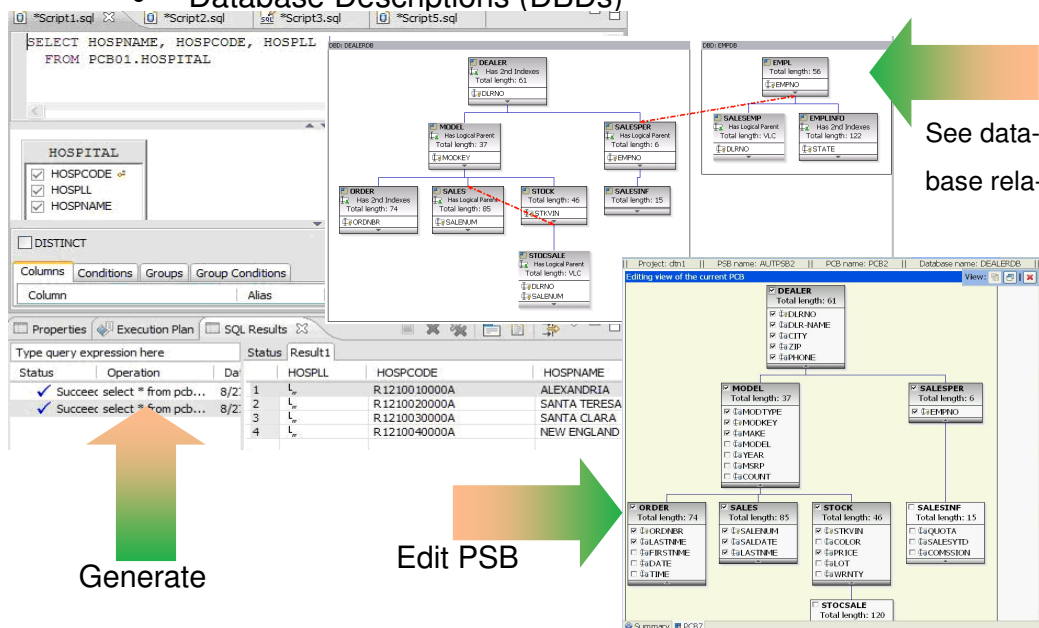 Database Descriptions (DBDs)
*Script1.sql
*Script2.sql
*Script3.sql
*Script5.sql
SELECT HOSPNAME, HOSPCODE, HOSPLL
FROM PCB01.HOSPITAL
HOSPITAL
HOSPCODE
HOSPLL
HOSPNAME
DISTINCT
Columns Conditions Groups Group Conditions
Column Alias
DBD: DEALERDB
DEALER
Has 2nd Indexes
Total length: 61
DLRNO
MODEL
Has Logical Parent
Total length: 37
MODKEY
SALESPER
Has Logical Parent
Total length: 6
EMPNO
ORDER
Has 2nd Indexes
Total length: 74
ORDNBR
SALES
Has Logical Parent
Total length: 85
SALENUM
STOCK
Total length: 46
STKVIN
SALESINF
Total length: 15
STOCSALE
Has Logical Parent
Total length: VLC
DLRNO
SALENUM
DBD: EMPDB
EMPL
Total length: 56
EMPNO
SALESEMP
Has Logical Parent
Total length: VLC
DLRNO
EMPLINFO
Has 2nd Indexes
Total length: 122
STATE
See data-
base rela-
Properties Execution Plan SQL Results
Type query expression here
Status Operation Da
Succeec select * from pcb... 8/2
Succeec select * from pcb... 8/2
Status Result1
HOSPLL HOSPCODE HOSPNAME
1 R1210010000A ALEXANDRIA
2 R1210020000A SANTA TERESA
3 R1210030000A SANTA CLARA
4 R1210040000A NEW ENGLAND
Generate
Edit PSB
|| Project: dtn1 || PSB name: AUTPSB2 || PCB name: PCB2 || Database name: DEALERDB ||
Editing view of the current PCB View:
DEALER
Total length: 61
DLRNO
DLR-NAME
CITY
ZIP
PHONE
MODEL
Total length: 37
MODTYPE
MODKEY
MAKE
MODEL
YEAR
MSRP
COUNT
SALESPER
Total length: 6
EMPNO
ORDER
Total length: 74
ORDNBR
LASTNME
FIRSTNME
DATE
TIME
SALES
Total length: 85
SALENUM
SALDATE
LASTNME
STOCK
Total length: 46
STKVIN
COLOR
PRICE
LOT
WRNTY
SALESINF
Total length: 15
QUOTA
SALESYTD
COMSSION
STOCSALE
Total length: 120
Summary